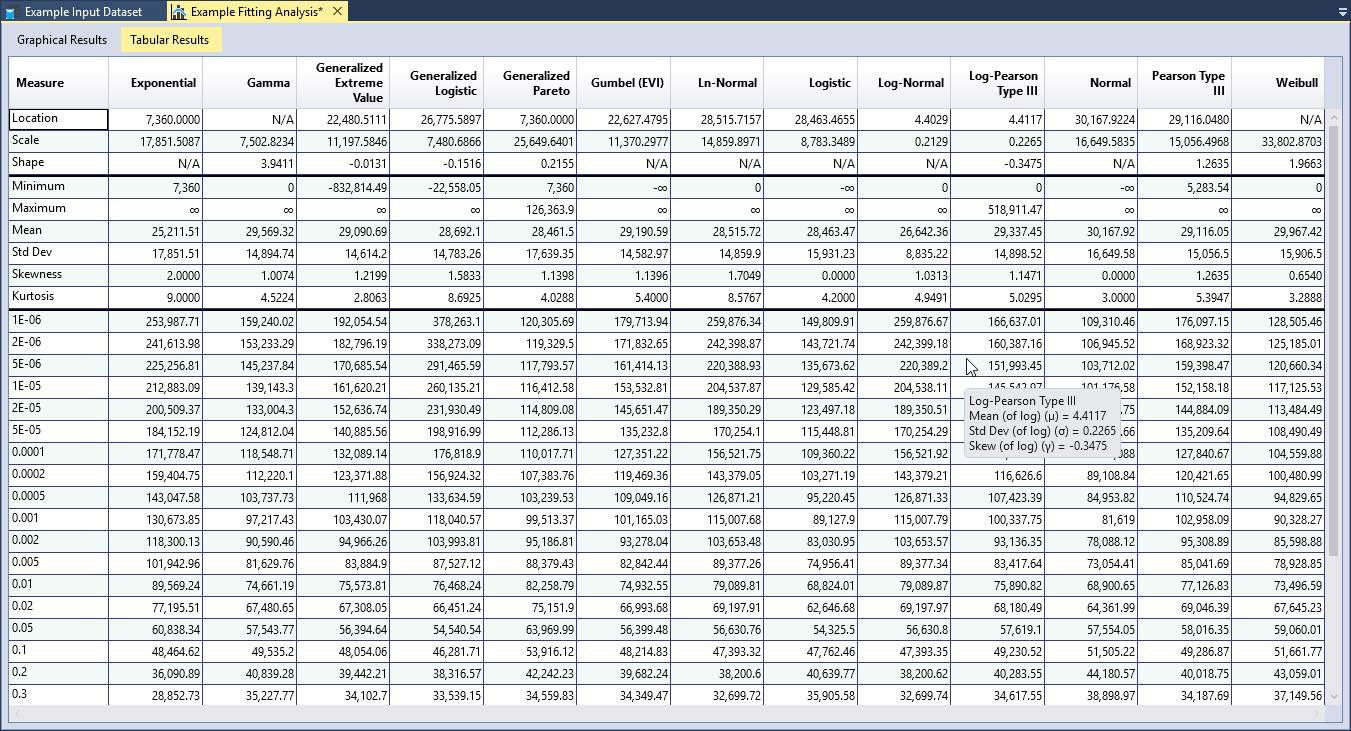 Example Input Dataset Example Fitting Analysis*
Graphical Results Tabular Results
Measure Exponential Gamma Generalized Extreme Value Generalized Logistic Generalized Pareto Gumbel (EVI) Ln-Normal Logistic Log-Normal Log-Pearson Type III Normal Pearson Type III Weibull
Location 7,360.0000 N/A 22,480.5111 26,775.5897 7,360.0000 22,627.4795 28,515.7157 28,463.4655 4.4029 4.4117 30,167.9224 29,116.0480 N/A
Scale 17,851.5087 7,502.8234 11,197.5846 7,480.6866 25,649.6401 11,370.2977 14,859.8971 8,783.3489 0.2129 0.2265 16,649.5835 15,056.4968 33,802.8703
Shape N/A 3.9411 -0.0131 -0.1516 0.2155 N/A N/A N/A N/A -0.3475 N/A 1.2635 1.9663
Minimum 7,360 0 -832,814.49 -22,558.05 7,360 -∞ 0 -∞ 0 0 -∞ 5,283.54 0
Maximum ∞ ∞ ∞ ∞ 126,363.9 ∞ ∞ ∞ ∞ 518,911.47 ∞ ∞ ∞
Mean 25,211.51 29,569.32 29,090.69 28,692.1 28,461.5 29,190.59 28,515.72 28,463.47 26,642.36 29,337.45 30,167.92 29,116.05 29,967.42
Std Dev 17,851.51 14,894.74 14,614.2 14,783.26 17,639.35 14,582.97 14,859.9 15,931.23 8,835.22 14,898.52 16,649.58 15,056.5 15,906.5
Skewness 2.0000 1.0074 1.2199 1.5833 1.1398 1.1396 1.7049 0.0000 1.0313 1.1471 0.0000 1.2635 0.6540
Kurtosis 9.0000 4.5224 2.8063 8.6925 4.0288 5.4000 8.5767 4.2000 4.9491 5.0295 3.0000 5.3947 3.2888
1E-06 253,987.71 159,240.02 192,054.54 378,263.1 120,305.69 179,713.94 259,876.34 149,809.91 259,876.67 166,637.01 109,310.46 176,097.15 128,505.46
2E-06 241,613.98 153,233.29 182,796.19 338,273.09 119,329.5 171,832.65 242,398.87 143,721.74 242,399.18 160,387.16 106,945.52 168,923.32 125,185.01
5E-06 225,256.81 145,237.84 170,685.54 291,465.59 117,793.57 161,414.13 220,388.93 135,673.62 220,389.2 151,993.45 103,712.02 159,398.47 120,660.34
1E-05 212,883.09 139,143.3 161,620.21 260,135.21 116,412.58 153,532.81 204,537.87 129,585.42 204,538.11 145,542.97 101,176.58 152,158.18 117,125.53
2E-05 200,509.37 133,004.3 152,636.74 231,930.49 114,809.08 145,651.47 189,350.29 123,497.18 189,350.51 .75 144,884.09 113,484.49
5E-05 184,152.19 124,812.04 140,885.56 198,916.99 112,286.13 135,232.8 170,254.1 115,448.81 170,254.29 .66 135,209.64 108,490.49
0.0001 171,778.47 118,548.71 132,089.14 176,818.9 110,017.71 127,351.22 156,521.75 109,360.22 156,521.92 088 127,840.67 104,559.88
0.0002 159,404.75 112,220.1 123,371.88 156,924.32 107,383.76 119,469.36 143,379.05 103,271.19 143,379.21 116,626.6 89,108.84 120,421.65 100,480.99
0.0005 143,047.58 103,737.73 111,968 133,634.59 103,239.53 109,049.16 126,871.21 95,220.45 126,871.33 107,423.39 84,953.82 110,524.74 94,829.65
0.001 130,673.85 97,217.43 103,430.07 118,040.57 99,513.37 101,165.03 115,007.68 89,127.9 115,007.79 100,337.75 81,619 102,958.09 90,328.27
0.002 118,300.13 90,590.46 94,966.26 103,993.81 95,186.81 93,278.04 103,653.48 83,030.95 103,653.57 93,136.35 78,088.12 95,308.89 85,598.88
0.005 101,942.96 81,629.76 83,884.9 87,527.12 88,379.43 82,842.44 89,377.26 74,956.41 89,377.34 83,417.64 73,054.41 85,041.69 78,928.85
0.01 89,569.24 74,661.19 75,573.81 76,468.24 82,258.79 74,932.55 79,089.81 68,824.01 79,089.87 75,890.82 68,900.65 77,126.83 73,496.59
0.02 77,195.51 67,480.65 67,308.05 66,451.24 75,151.9 66,993.68 69,197.91 62,646.68 69,197.97 68,180.49 64,361.99 69,046.39 67,645.23
0.05 60,838.34 57,543.77 56,394.64 54,540.54 63,969.99 56,399.48 56,630.76 54,325.5 56,630.8 57,619.1 57,554.05 58,016.35 59,060.01
0.1 48,464.62 49,535.2 48,054.06 46,281.71 53,916.12 48,214.83 47,393.32 47,762.46 47,393.35 49,230.52 51,505.22 49,286.87 51,661.77
0.2 36,090.89 40,839.28 39,442.21 38,316.57 42,242.23 39,682.24 38,200.6 40,639.77 38,200.62 40,283.55 44,180.57 40,018.75 43,059.01
0.3 28,852.73 35,227.77 34,102.7 33,539.15 34,559.83 34,349.47 32,699.72 35,905.58 32,699.74 34,617.55 38,898.97 34,187.69 37,149.56
Log-Pearson Type III
Mean (of log) (μ) = 4.4117
Std Dev (of log) (σ) = 0.2265
Skew (of log) (γ) = -0.3475